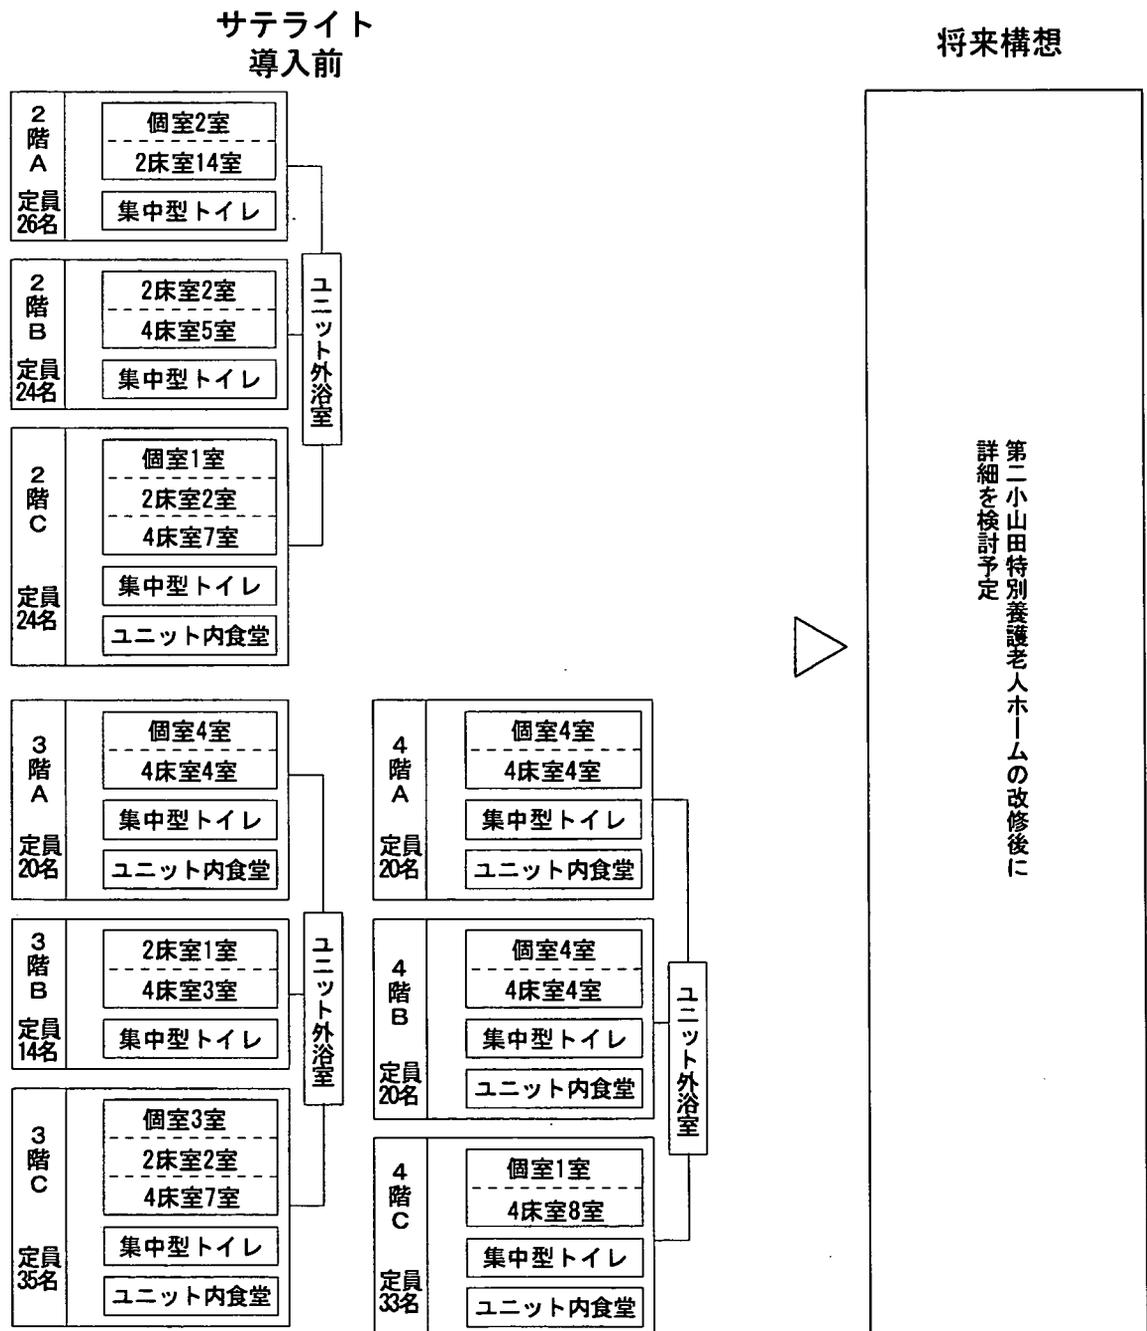 サテライト
導入前
将来構想
2階A
定員
26名
個室2室
2床室14室
集中型トイレ
2階B
定員
24名
2床室2室
4床室5室
集中型トイレ
2階C
定員
24名
個室1室
2床室2室
4床室7室
集中型トイレ
ユニット内食堂
ユニット外浴室
3階A
定員
20名
個室4室
4床室4室
集中型トイレ
ユニット内食堂
3階B
定員
14名
2床室1室
4床室3室
集中型トイレ
3階C
定員
35名
個室3室
2床室2室
4床室7室
集中型トイレ
ユニット内食堂
ユニット外浴室
4階A
定員
20名
個室4室
4床室4室
集中型トイレ
ユニット内食堂
4階B
定員
20名
個室4室
4床室4室
集中型トイレ
ユニット内食堂
4階C
定員
33名
個室1室
4床室8室
集中型トイレ
ユニット内食堂
ユニット外浴室
第二小山田特別養護老人ホームの改修後に
詳細を検討予定